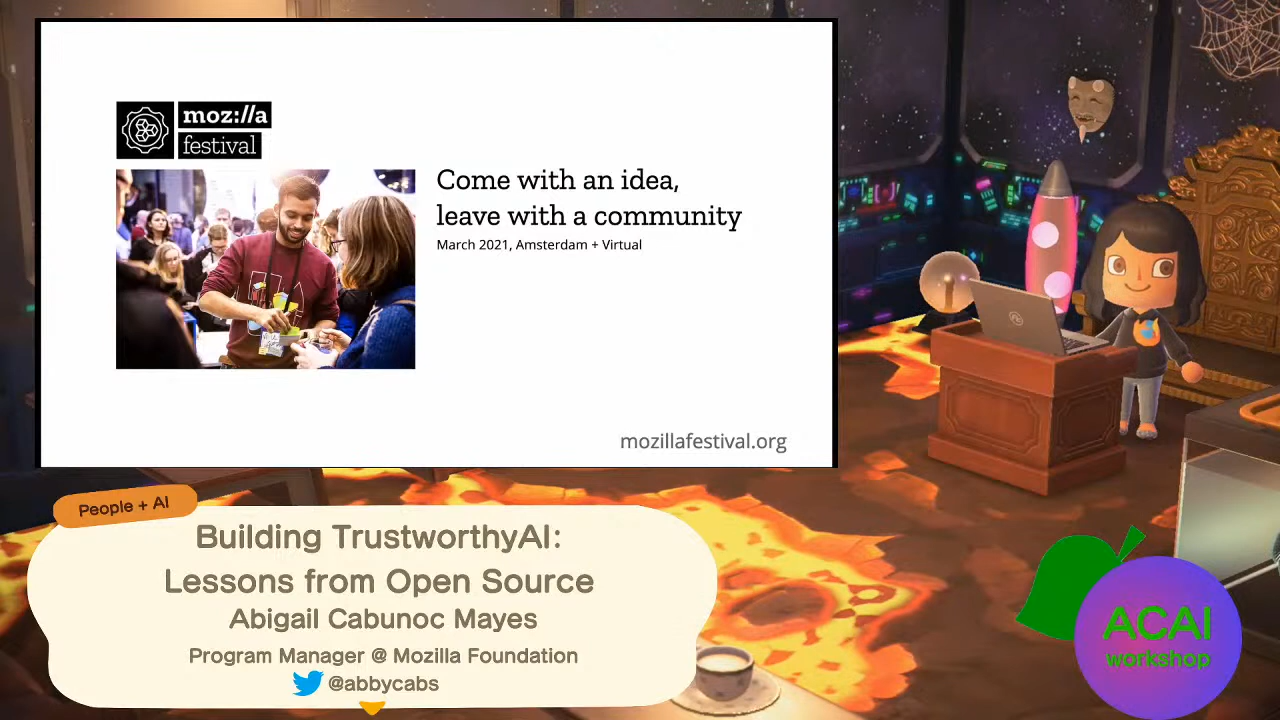 moz://a
festival
Come with an idea,
leave with a community
March 2021, Amsterdam + Virtual
mozillafestival.org
People + AI
Building TrustworthyAI:
Lessons from Open Source
Abigail Cabunoc Mayes
Program Manager @ Mozilla Foundation
@abbycabs
ACAI
workshop